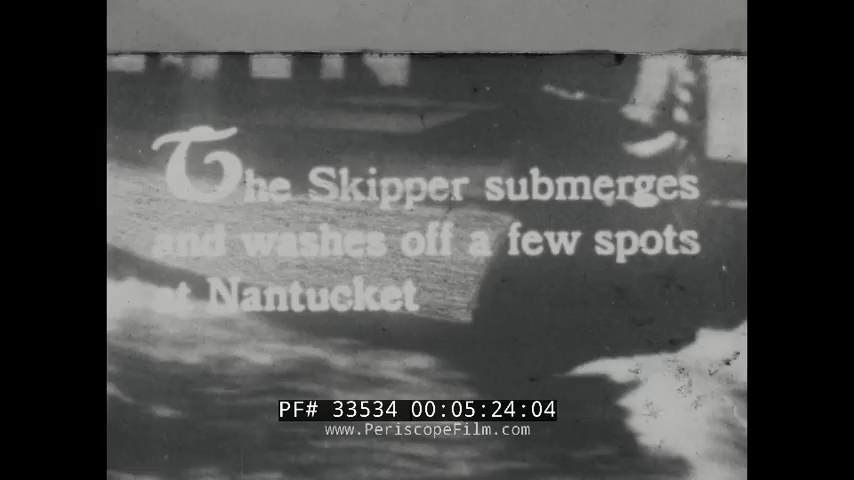 The Skipper submerges
and washes off a few spots
at Nantucket
PF# 33534 00:05:24:04
www.PeriscopeFilm.com